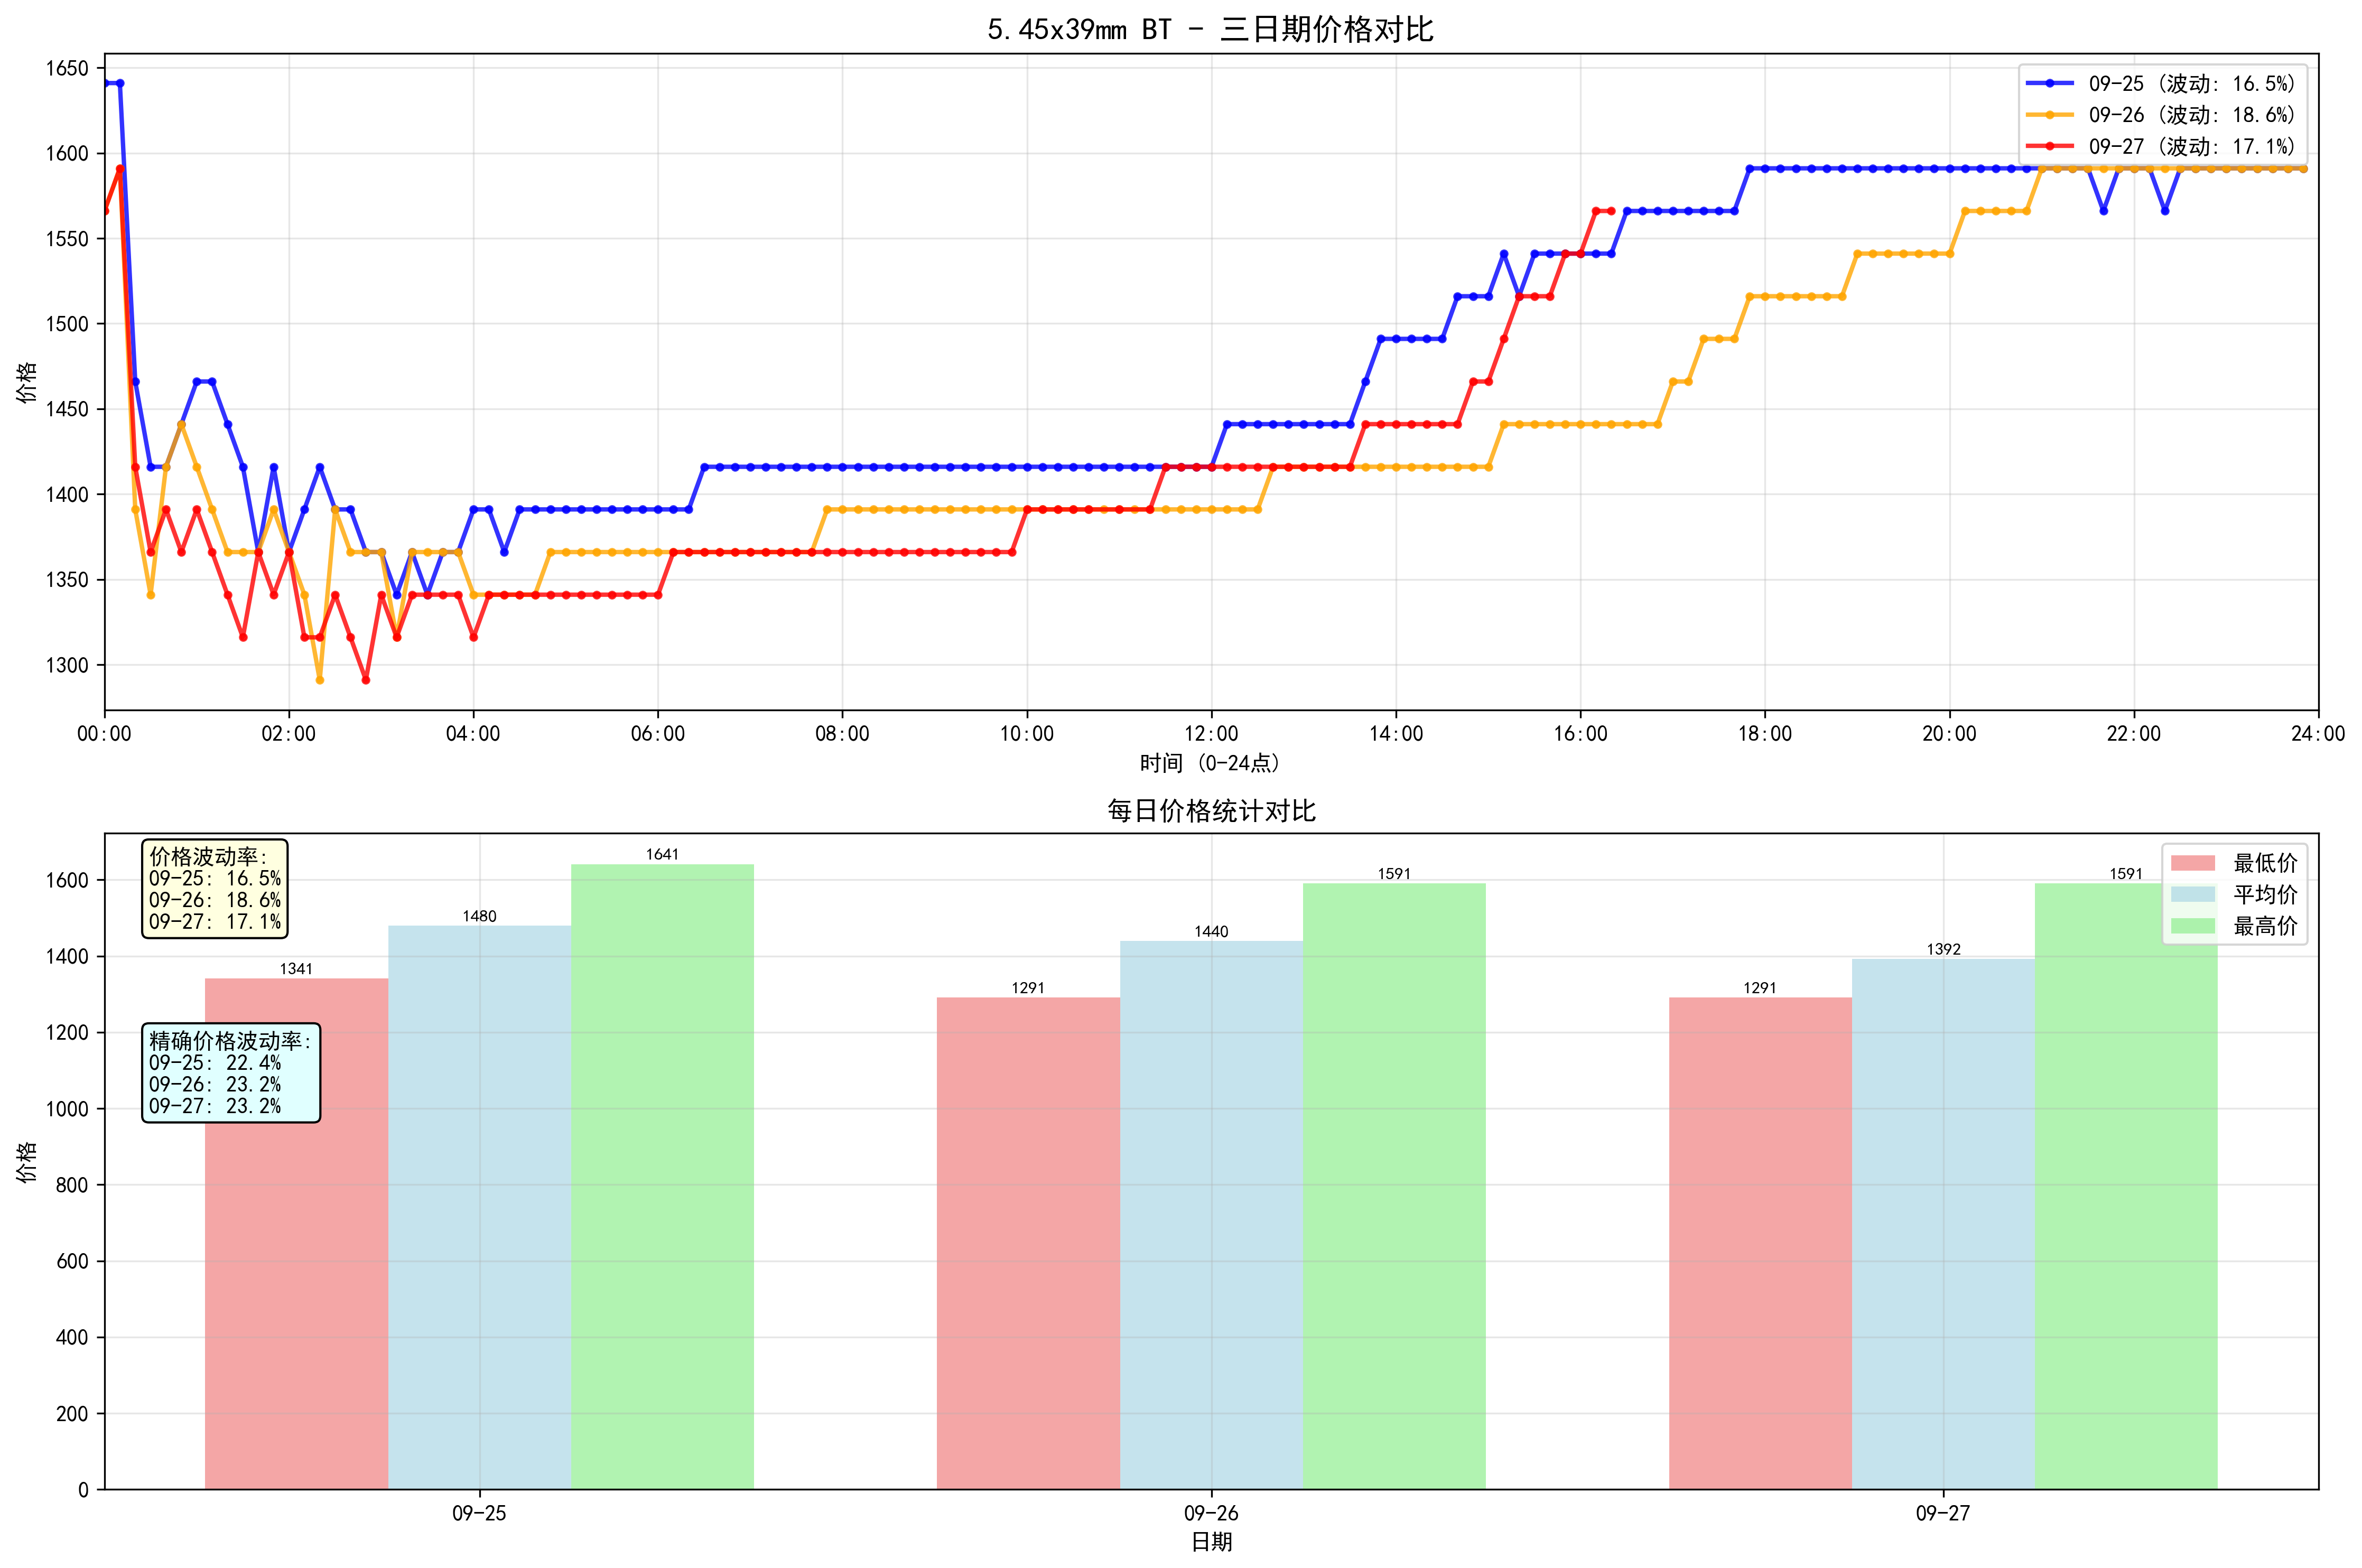 5.45x39mm BT - 三日期价格对比
1650
1600
1550
1500
1450
1400
1350
1300
价格
09-25 (波动: 16.5%)
09-26 (波动: 18.6%)
09-27 (波动: 17.1%)
00:00 02:00 04:00 06:00 08:00 10:00 12:00 14:00 16:00 18:00 20:00 22:00 24:00
时间 (0-24点)
每日价格统计对比
1600
1400
1200
1000
800
600
400
200
0
价格
价格波动率:
09-25: 16.5%
09-26: 18.6%
09-27: 17.1%
精确价格波动率:
09-25: 22.4%
09-26: 23.2%
09-27: 23.2%
1341 1480 1641
1291 1440 1591
1291 1392 1591
最低价
平均价
最高价
09-25 09-26 09-27
日期